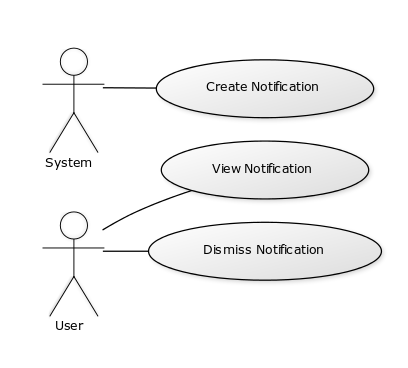 Create Notification
System
View Notification
Dismiss Notification
User